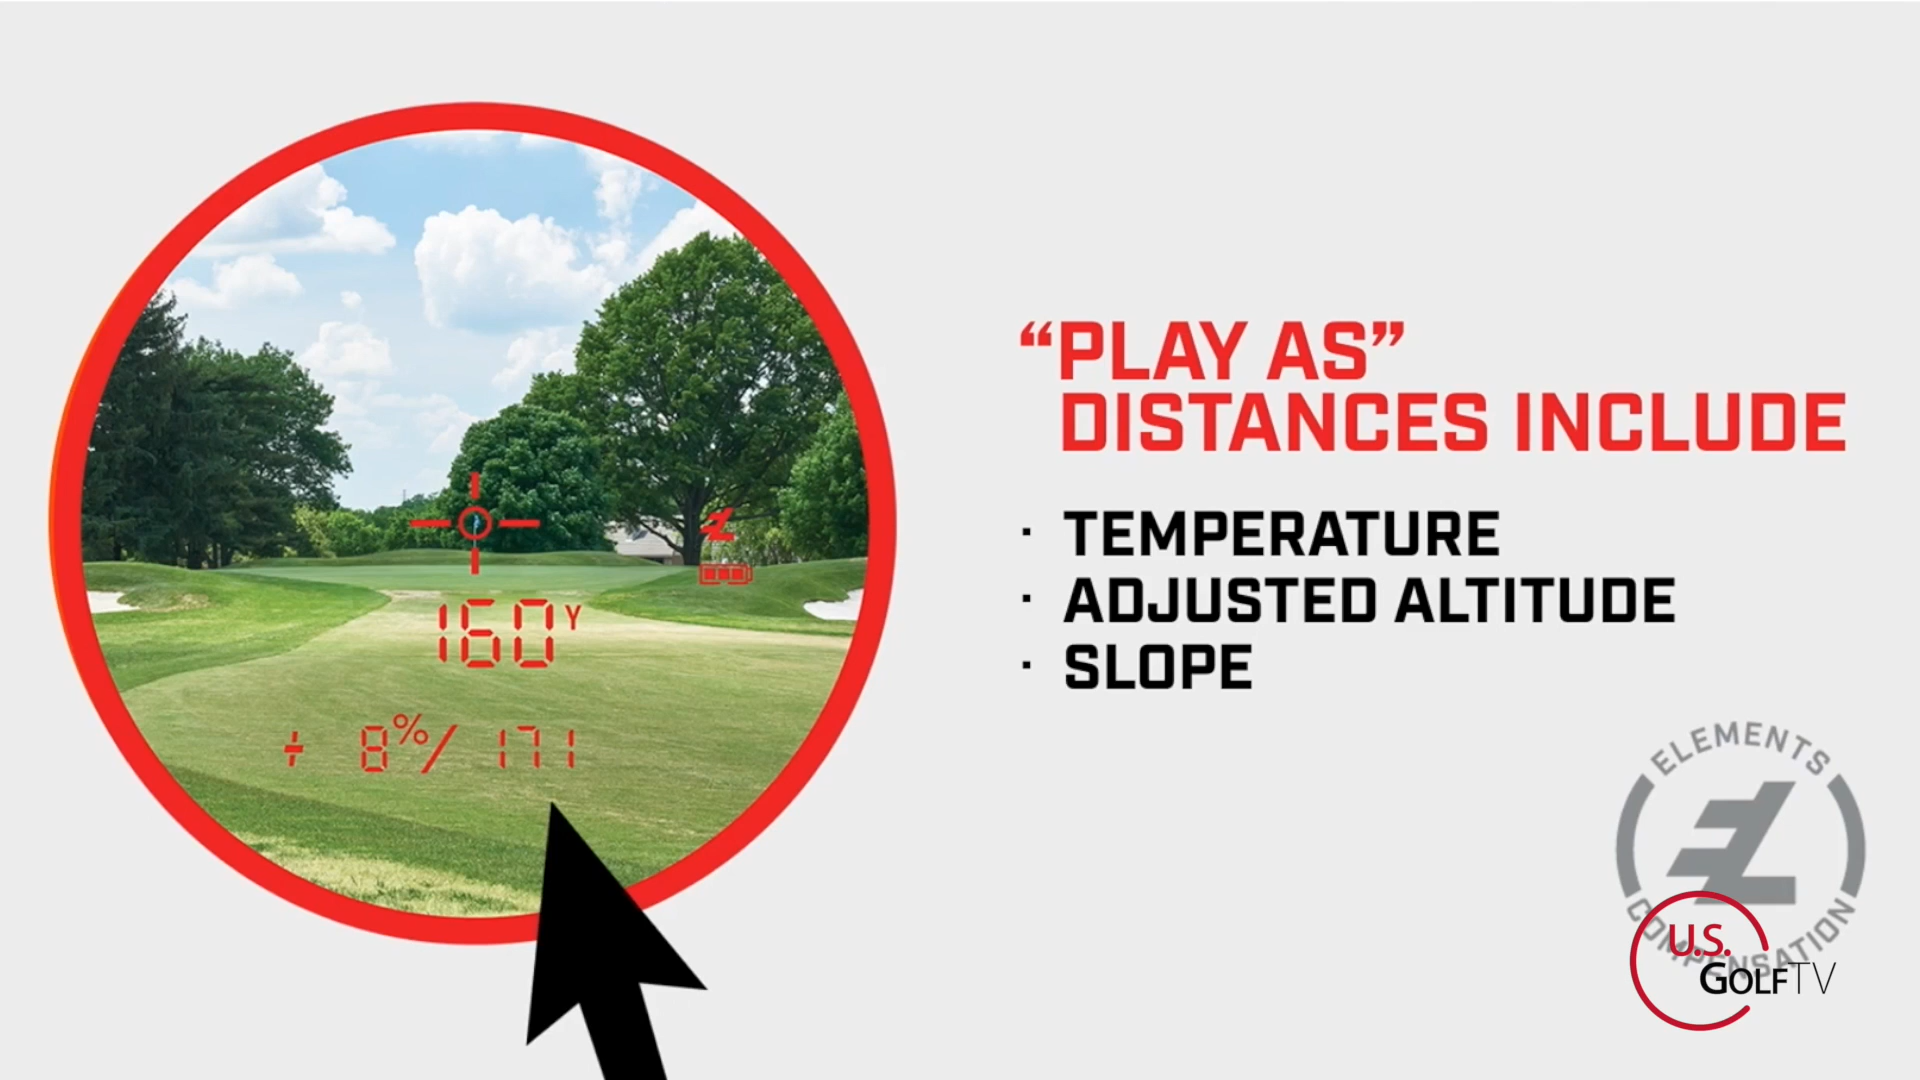 160Y
+ 8%/ 171
“PLAY AS”
DISTANCES INCLUDE
· TEMPERATURE
· ADJUSTED ALTITUDE
· SLOPE
ELEMENTS
COMPENSATION
U.S.
GOLFTV